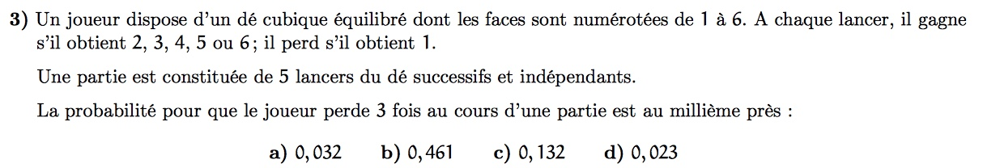 3) Un joueur dispose d'un dé cubique équilibré dont les faces sont numérotées de 1 à 6. A chaque lancer, il gagne
s'il obtient 2, 3, 4, 5 ou 6; il perd s'il obtient 1.
Une partie est constituée de 5 lancers du dé successifs et indépendants.
La probabilité pour que le joueur perde 3 fois au cours d'une partie est au millième près :
a) 0,032 b) 0,461 c) 0,132 d) 0,023